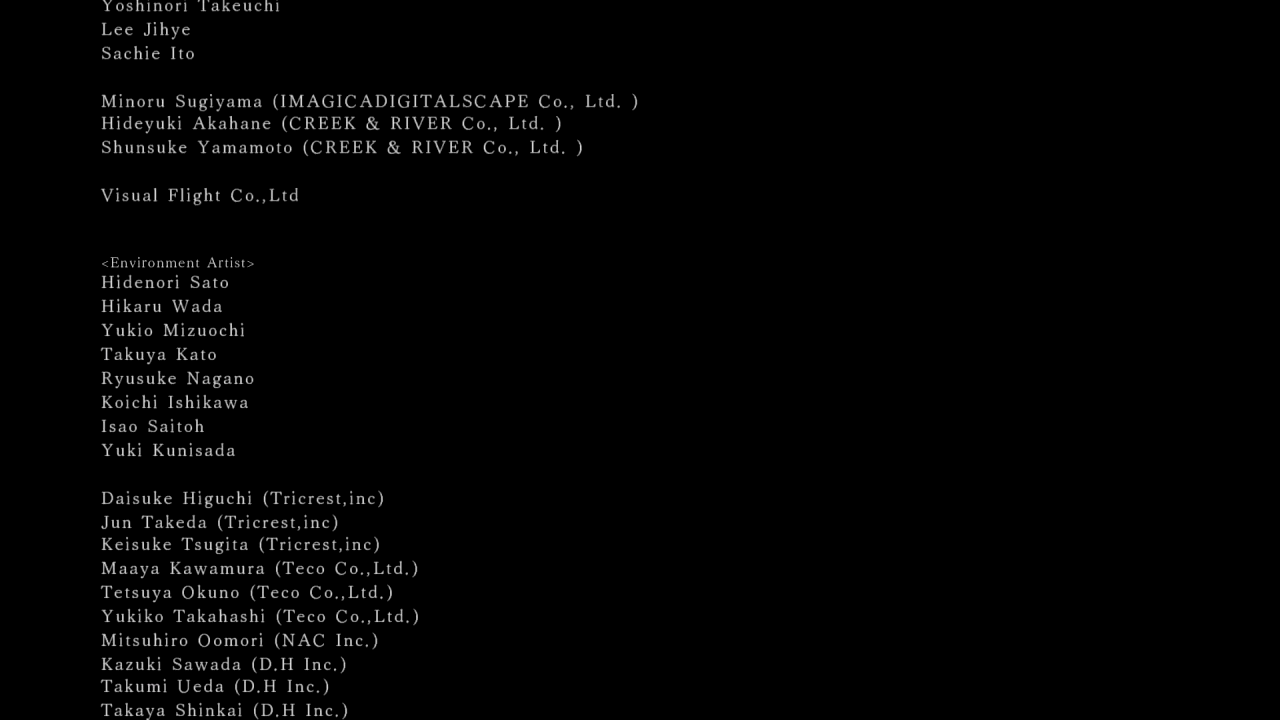 Yoshinori Takeuchi
Lee Jihye
Sachie Ito
Minoru Sugiyama (IMAGICADIGITALSCAPE Co., Ltd. )
Hideyuki Akahane (CREEK & RIVER Co., Ltd. )
Shunsuke Yamamoto (CREEK & RIVER Co., Ltd. )
Visual Flight Co.,Ltd
<Environment Artist>
Hidenori Sato
Hikaru Wada
Yukio Mizuochi
Takuya Kato
Ryusuke Nagano
Koichi Ishikawa
Isao Saitoh
Yuki Kunisada
Daisuke Higuchi (Tricrest,inc)
Jun Takeda (Tricrest,inc)
Keisuke Tsugita (Tricrest,inc)
Maaya Kawamura (Teco Co.,Ltd.)
Tetsuya Okuno (Teco Co.,Ltd.)
Yukiko Takahashi (Teco Co.,Ltd.)
Mitsuhiro Oomori (NAC Inc.)
Kazuki Sawada (D.H Inc.)
Takumi Ueda (D.H Inc.)
Takaya Shinkai (D.H Inc.)